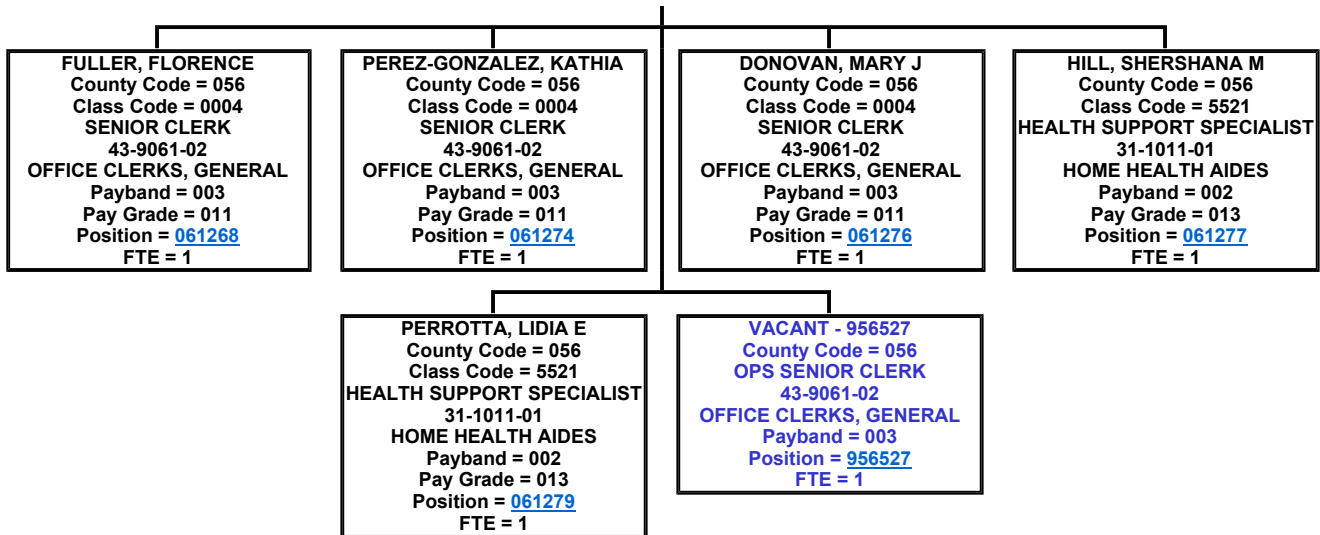 FULLER, FLORENCE
County Code = 056
Class Code = 0004
SENIOR CLERK
43-9061-02
OFFICE CLERKS, GENERAL
Payband = 003
Pay Grade = 011
Position = 061268
FTE = 1
PEREZ-GONZALEZ, KATHIA
County Code = 056
Class Code = 0004
SENIOR CLERK
43-9061-02
OFFICE CLERKS, GENERAL
Payband = 003
Pay Grade = 011
Position = 061274
FTE = 1
DONOVAN, MARY J
County Code = 056
Class Code = 0004
SENIOR CLERK
43-9061-02
OFFICE CLERKS, GENERAL
Payband = 003
Pay Grade = 011
Position = 061276
FTE = 1
HILL, SHERSHANA M
County Code = 056
Class Code = 5521
HEALTH SUPPORT SPECIALIST
31-1011-01
HOME HEALTH AIDES
Payband = 002
Pay Grade = 013
Position = 061277
FTE = 1
PERROTTA, LIDIA E
County Code = 056
Class Code = 5521
HEALTH SUPPORT SPECIALIST
31-1011-01
HOME HEALTH AIDES
Payband = 002
Pay Grade = 013
Position = 061279
FTE = 1
VACANT - 956527
County Code = 056
OPS SENIOR CLERK
43-9061-02
OFFICE CLERKS, GENERAL
Payband = 003
Position = 956527
FTE = 1